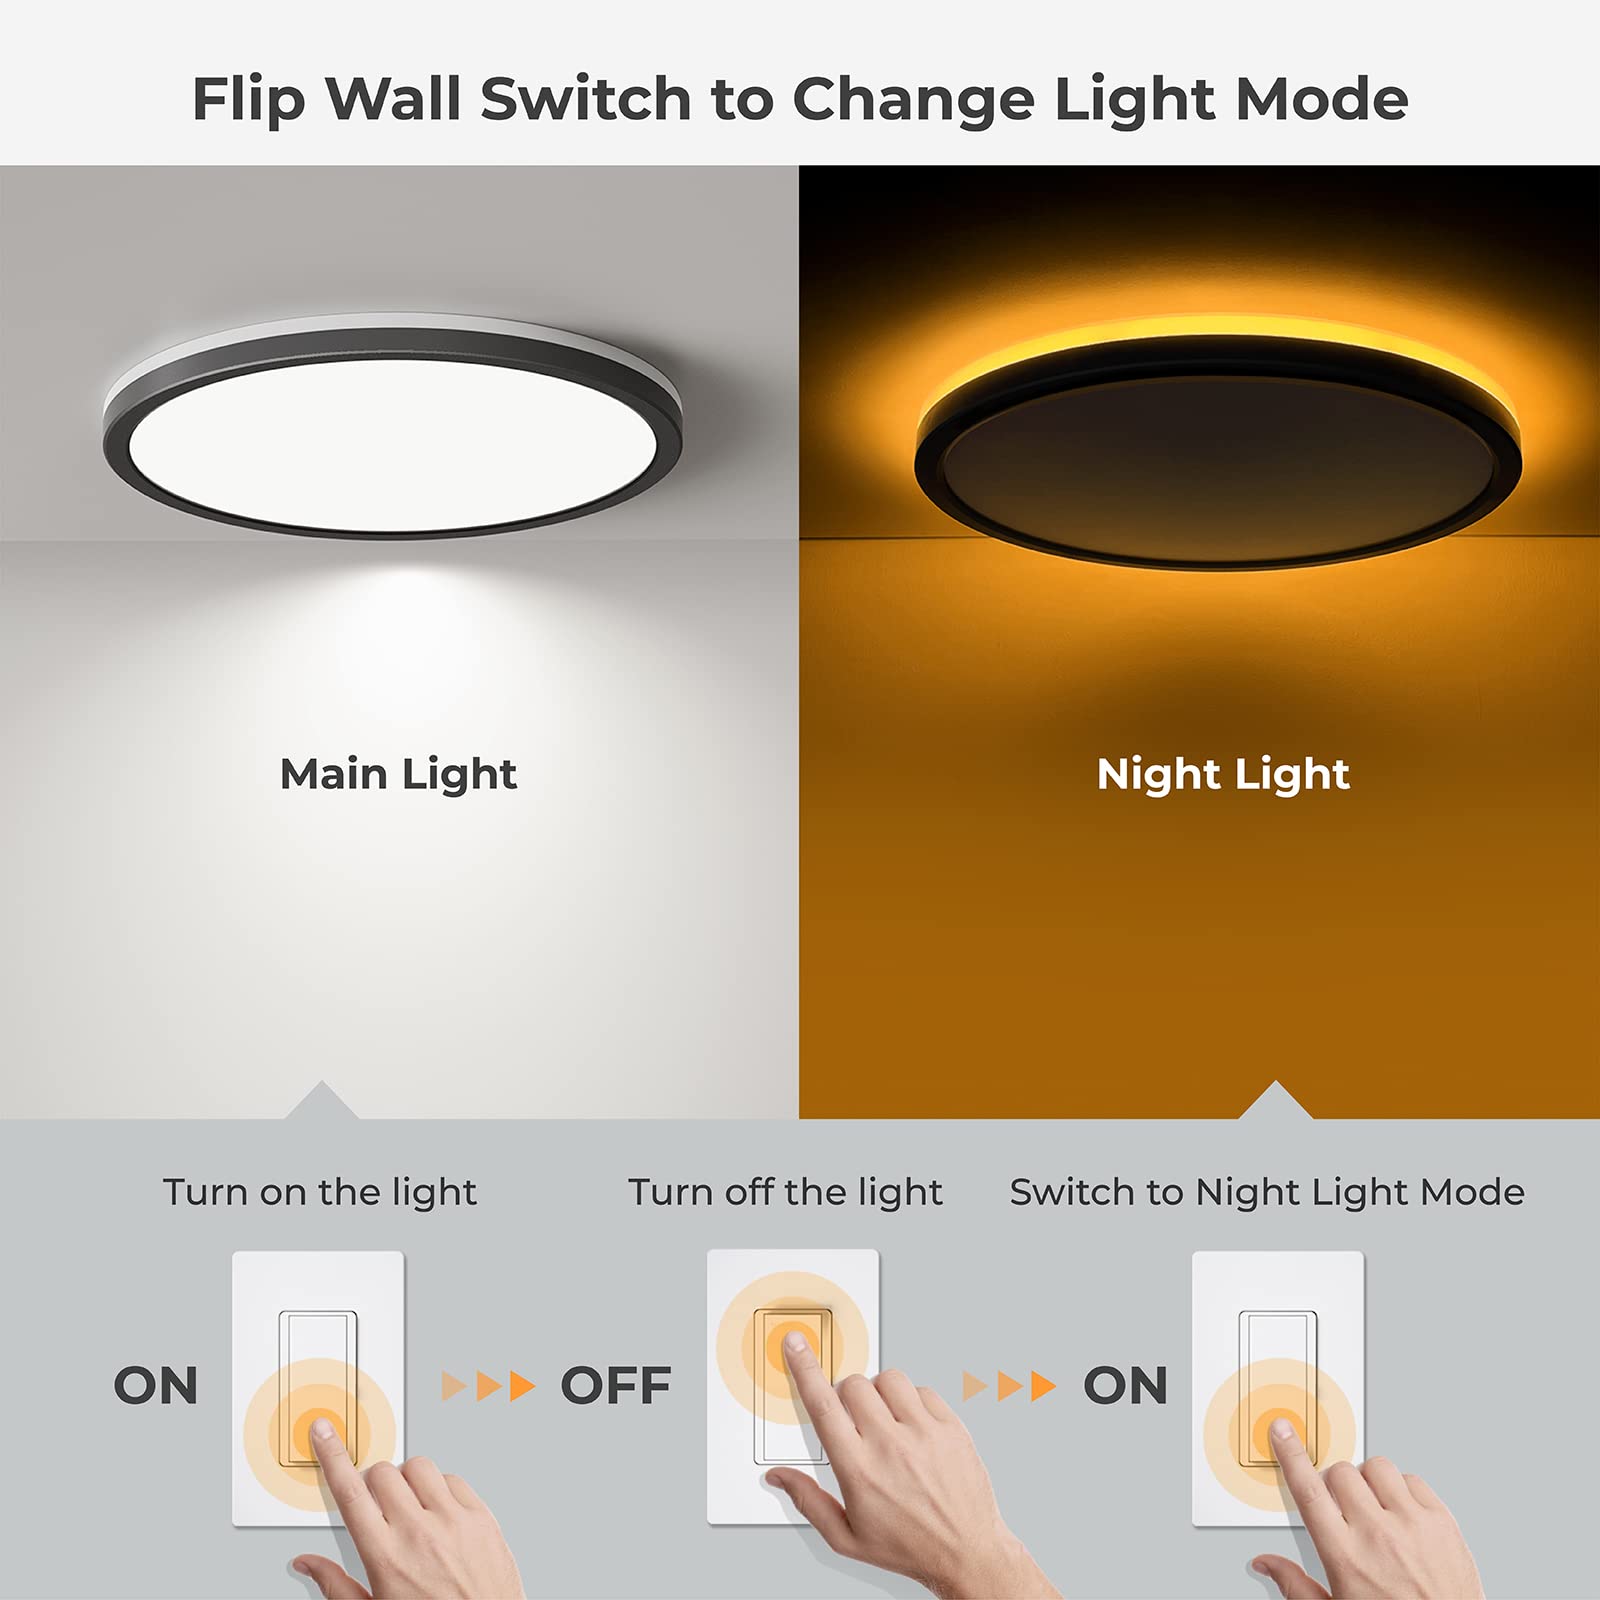 Flip Wall Switch to Change Light Mode
Main Light
Night Light
Turn on the light
Turn off the light
Switch to Night Light Mode
ON
OFF
ON